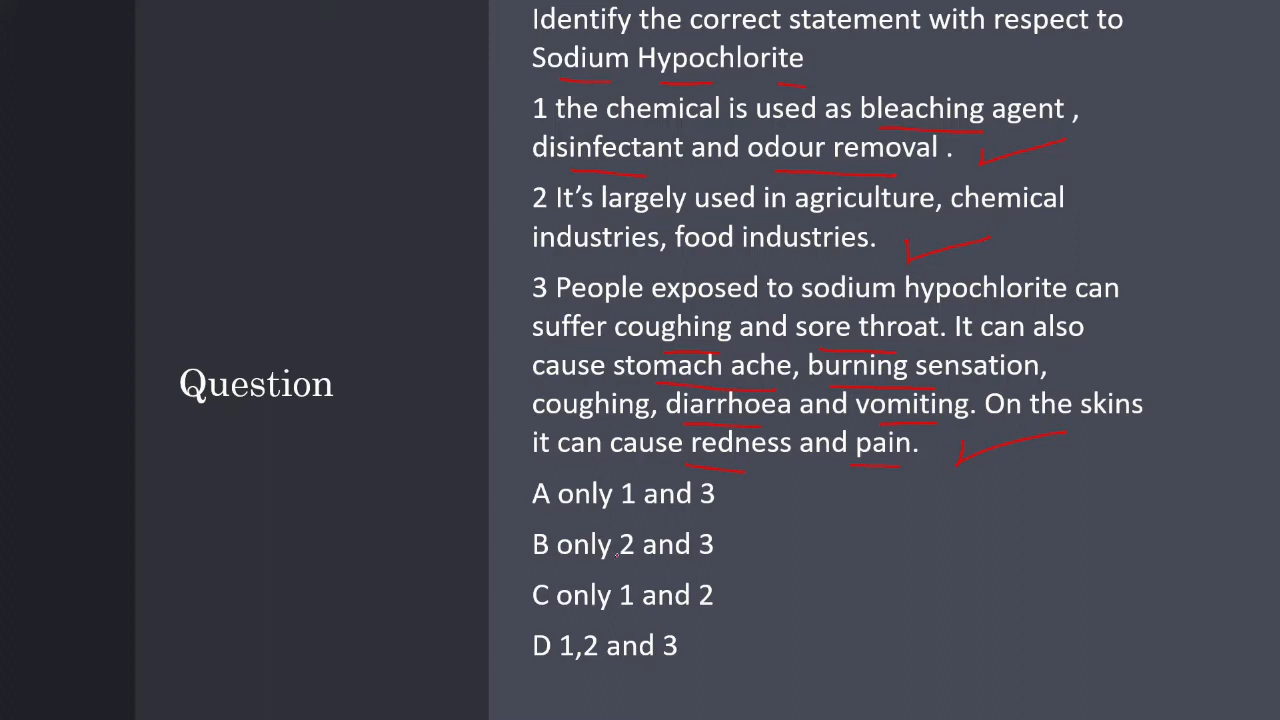 Identify the correct statement with respect to
Sodium Hypochlorite
1 the chemical is used as bleaching agent ,
disinfectant and odour removal .
2 It’s largely used in agriculture, chemical
industries, food industries.
3 People exposed to sodium hypochlorite can
suffer coughing and sore throat. It can also
cause stomach ache, burning sensation,
coughing, diarrhoea and vomiting. On the skins
it can cause redness and pain.
Question
A only 1 and 3
B only 2 and 3
C only 1 and 2
D 1,2 and 3